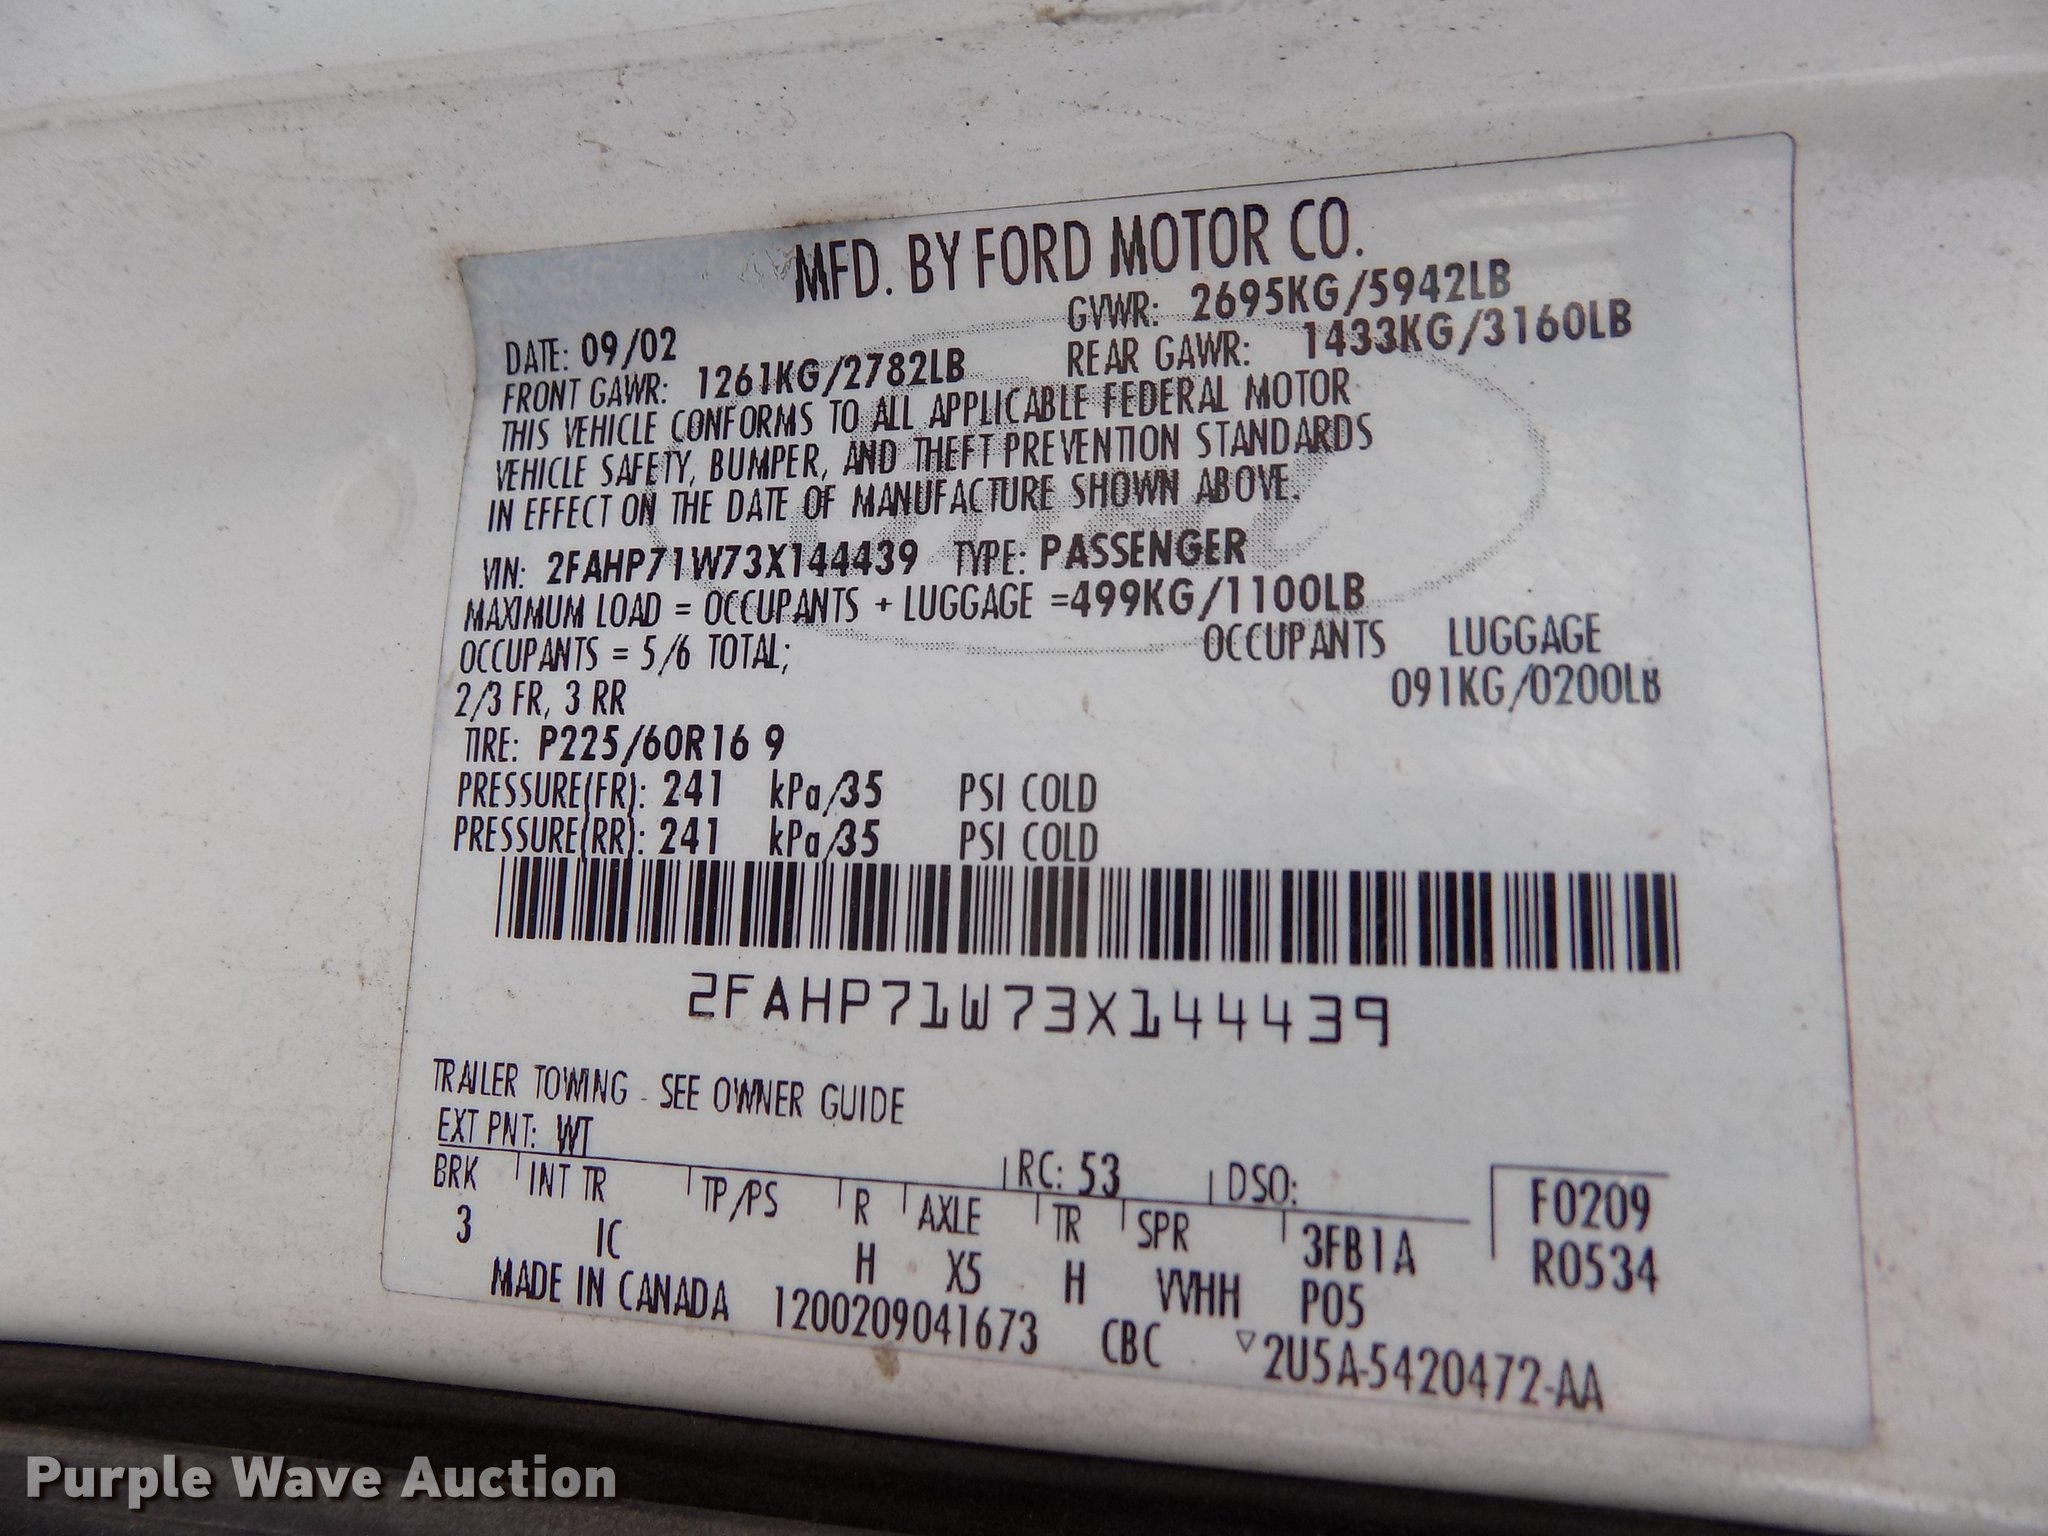 MFD. BY FORD MOTOR CO.
DATE: 09/02 GVWR: 2695KG/5942LB
FRONT GAWR: 1261KG/2782LB REAR GAWR: 1433KG/3160LB
THIS VEHICLE CONFORMS TO ALL APPLICABLE FEDERAL MOTOR
VEHICLE SAFETY, BUMPER, AND THEFT PREVENTION STANDARDS
IN EFFECT ON THE DATE OF MANUFACTURE SHOWN ABOVE.
VIN: 2FAHP71W73X144439 TYPE: PASSENGER
MAXIMUM LOAD = OCCUPANTS + LUGGAGE =499KG/1100LB
OCCUPANTS = 5/6 TOTAL; OCCUPANTS LUGGAGE
2/3 FR, 3 RR 091KG/0200LB
TIRE: P225/60R16 9
PRESSURE(FR): 241 kPa/35 PSI COLD
PRESSURE(RR): 241 kPa/35 PSI COLD
2FAHP71W73X144439
TRAILER TOWING - SEE OWNER GUIDE
EXT PNT: WT RC: 53 DSO: F0209
BRK INT TR TP/PS R AXLE TR SPR 3FB1A R0534
3 IC H X5 H VVHH P05
MADE IN CANADA 1200209041673 CBC ▽2U5A-5420472-AA
Purple Wave Auction